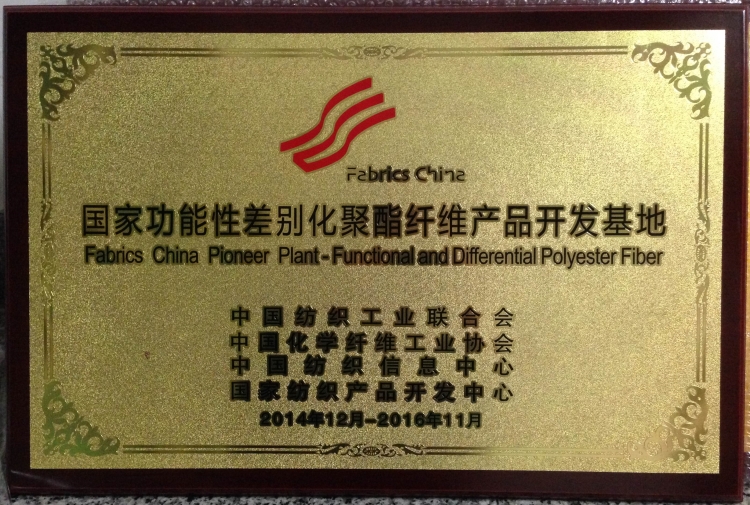 Fabrics China
国家功能性差别化聚酯纤维产品开发基地
Fabrics China Pioneer Plant-Functional and Differential Polyester Fiber
中国纺织工业联合会
中国化学纤维工业协会
中国纺织信息中心
国家纺织产品开发中心
2014年12月-2016年11月